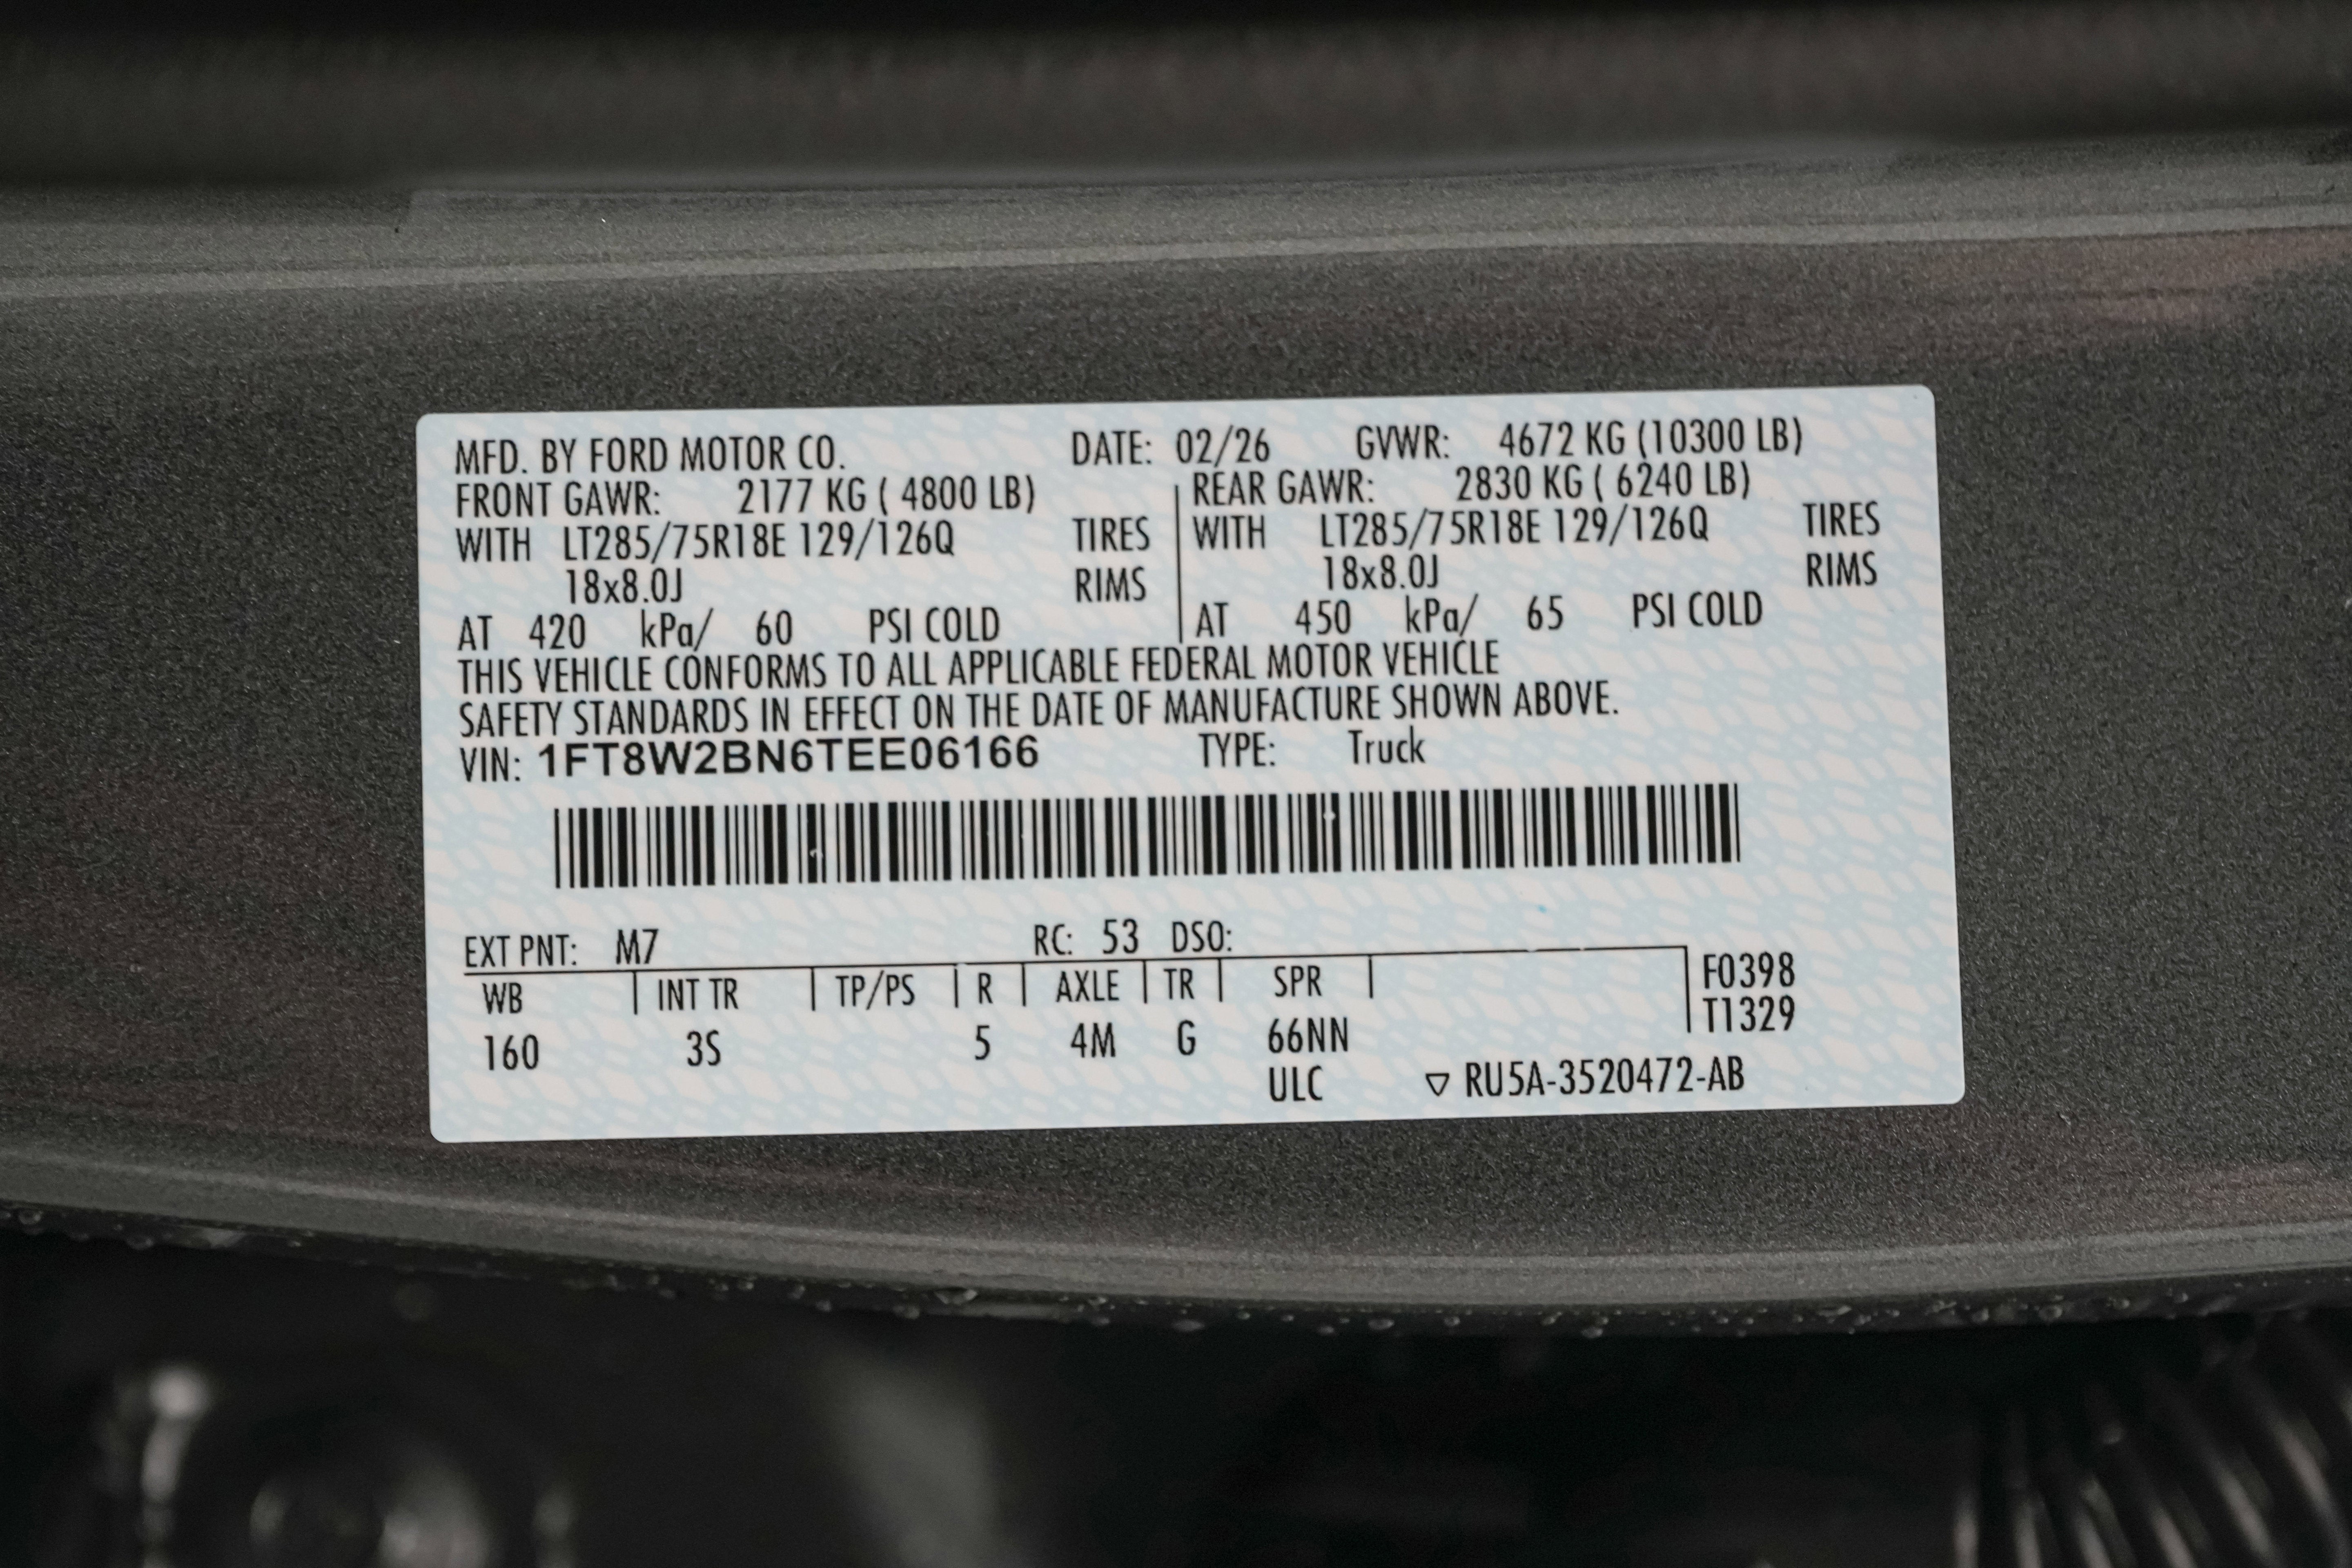 MFD. BY FORD MOTOR CO. DATE: 02/26 GVWR: 4672 KG (10300 LB)
FRONT GAWR: 2177 KG ( 4800 LB) REAR GAWR: 2830 KG ( 6240 LB)
WITH LT285/75R18E 129/126Q TIRES WITH LT285/75R18E 129/126Q TIRES
18x8.0J RIMS 18x8.0J RIMS
AT 420 kPa/ 60 PSI COLD AT 450 kPa/ 65 PSI COLD
THIS VEHICLE CONFORMS TO ALL APPLICABLE FEDERAL MOTOR VEHICLE
SAFETY STANDARDS IN EFFECT ON THE DATE OF MANUFACTURE SHOWN ABOVE.
VIN: 1FT8W2BN6TEE06166 TYPE: Truck
EXT PNT: M7 RC: 53 DSO:
WB INT TR TP/PS R AXLE TR SPR F0398
T1329
160 3S 5 4M G 66NN
ULC ▽ RU5A-3520472-AB